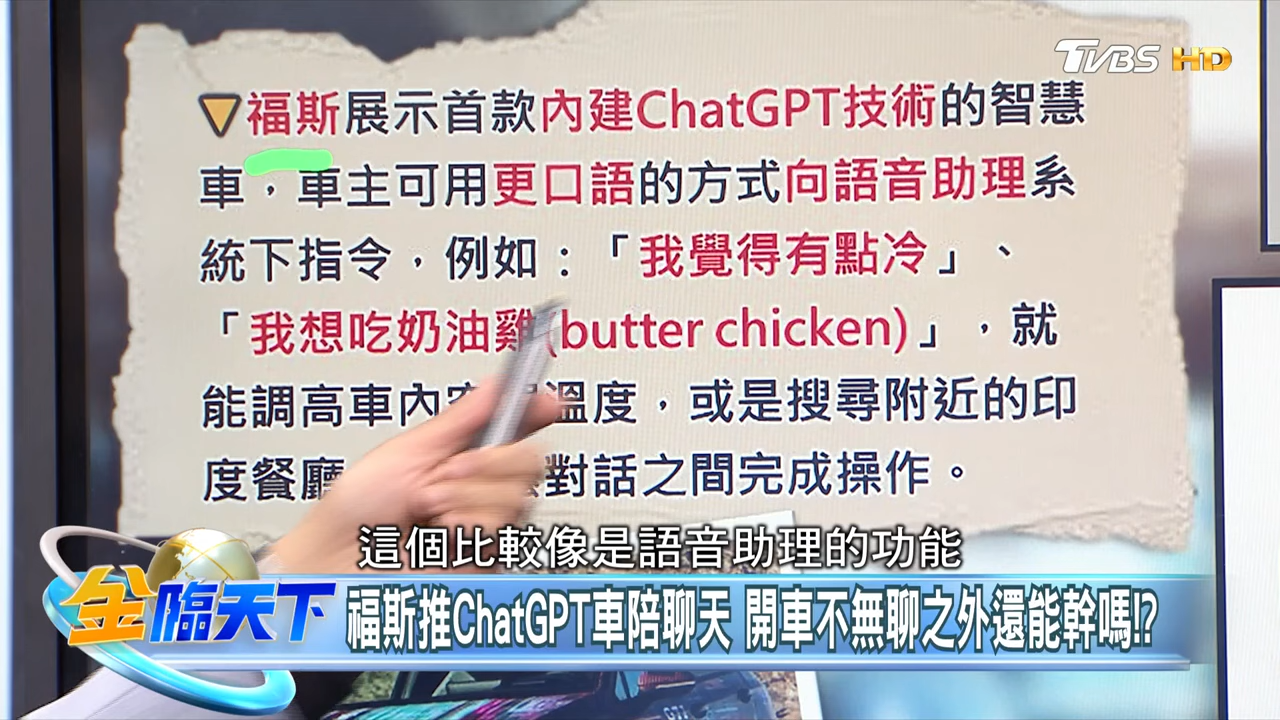 TVBS HD
▽福斯展示首款內建ChatGPT技術的智慧
車，車主可用更口語的方式向語音助理系
統下指令，例如：「我覺得有點冷」、
「我想吃奶油雞(butter chicken)」，就
能調高車內 溫度，或是搜尋附近的印
度餐廳 對話之間完成操作。
這個比較像是語音助理的功能
金臨天下
福斯推ChatGPT車陪聊天 開車不無聊之外還能幹嗎!?